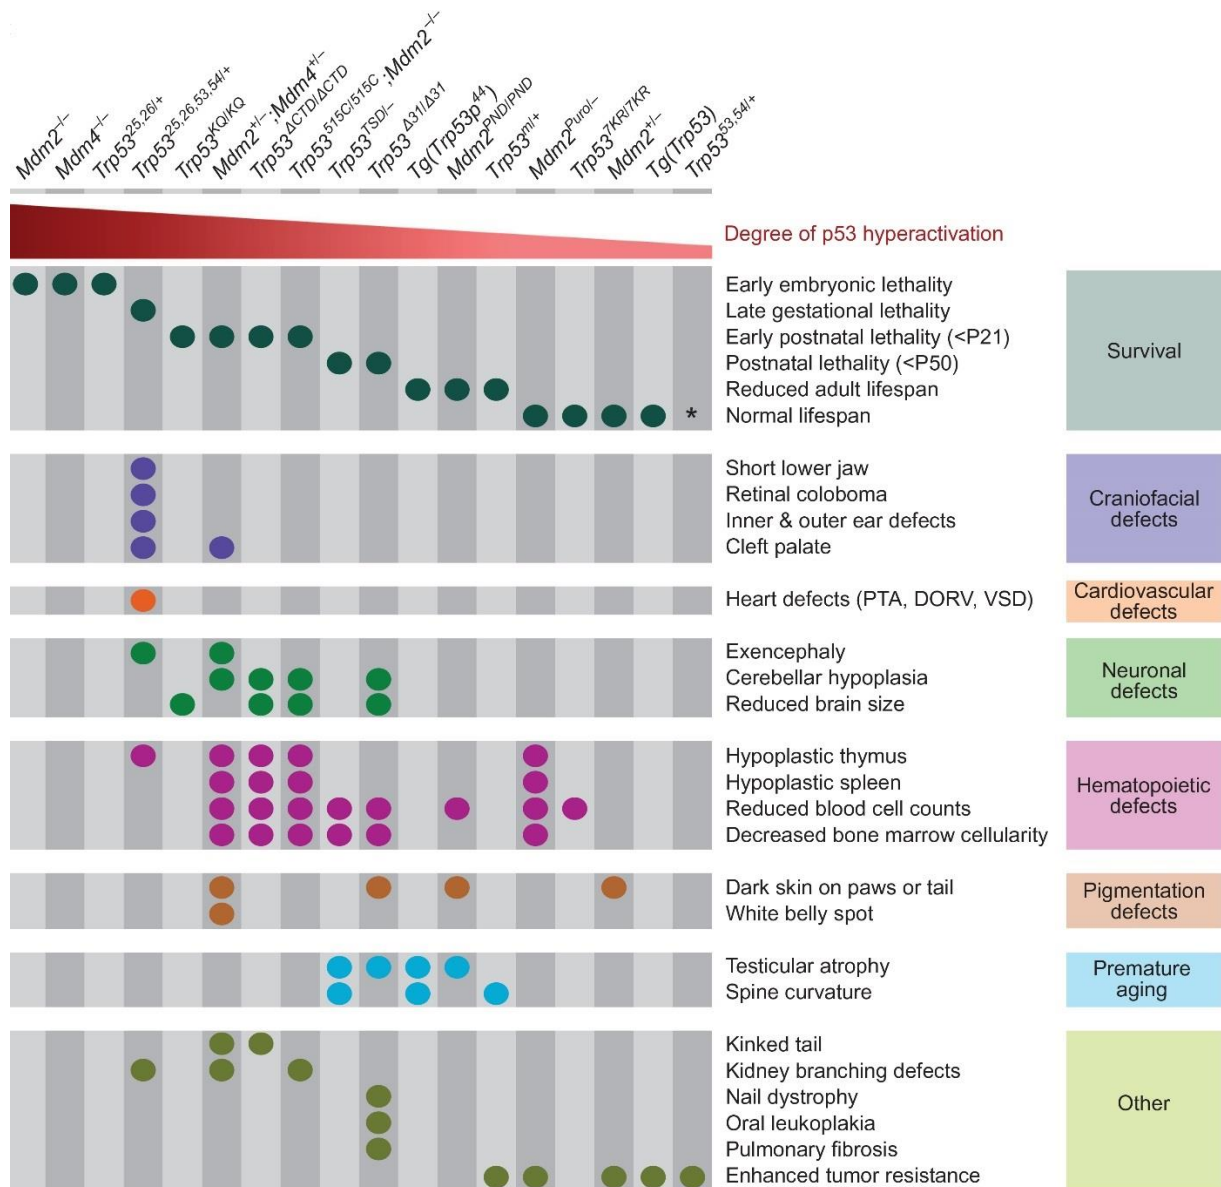 Mdm2–/–
Mdm4–/–
Trp5325,26/+
Trp5325,26,53,54/+
Trp53KQ/KQ
Mdm2+/–;Mdm4+/–
Trp53ΔCTD/ΔCTD
Trp53515C/515C;Mdm2–/–
Trp53TSD/–
Trp53Δ31/Δ31
Tg(Trp53p44)
Mdm2PND/PND
Trp53m/+
Mdm2Puro/–
Trp537KR/7KR
Mdm2+/–
Tg(Trp53)
Trp5353,54/+
Degree of p53 hyperactivation
Early embryonic lethality
Late gestational lethality
Early postnatal lethality (<P21)
Postnatal lethality (<P50)
Reduced adult lifespan
Normal lifespan
*
Survival
Short lower jaw
Retinal coloboma
Inner & outer ear defects
Cleft palate
Craniofacial
defects
Heart defects (PTA, DORV, VSD)
Cardiovascular
defects
Exencephaly
Cerebellar hypoplasia
Reduced brain size
Neuronal
defects
Hypoplastic thymus
Hypoplastic spleen
Reduced blood cell counts
Decreased bone marrow cellularity
Hematopoietic
defects
Dark skin on paws or tail
White belly spot
Pigmentation
defects
Testicular atrophy
Spine curvature
Premature
aging
Kinked tail
Kidney branching defects
Nail dystrophy
Oral leukoplakia
Pulmonary fibrosis
Enhanced tumor resistance
Other